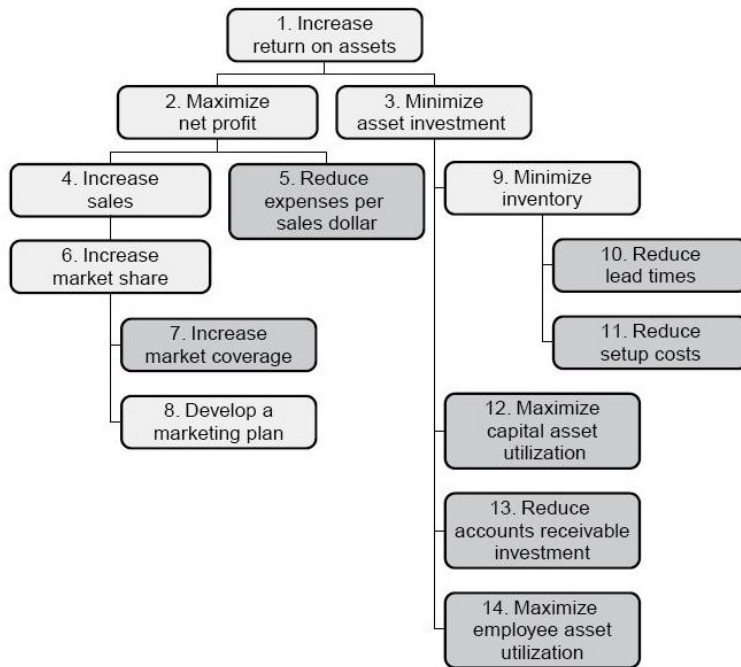 1. Increase
return on assets
2. Maximize
net profit
3. Minimize
asset investment
4. Increase
sales
5. Reduce
expenses per
sales dollar
9. Minimize
inventory
6. Increase
market share
10. Reduce
lead times
7. Increase
market coverage
11. Reduce
setup costs
8. Develop a
marketing plan
12. Maximize
capital asset
utilization
13. Reduce
accounts receivable
investment
14. Maximize
employee asset
utilization